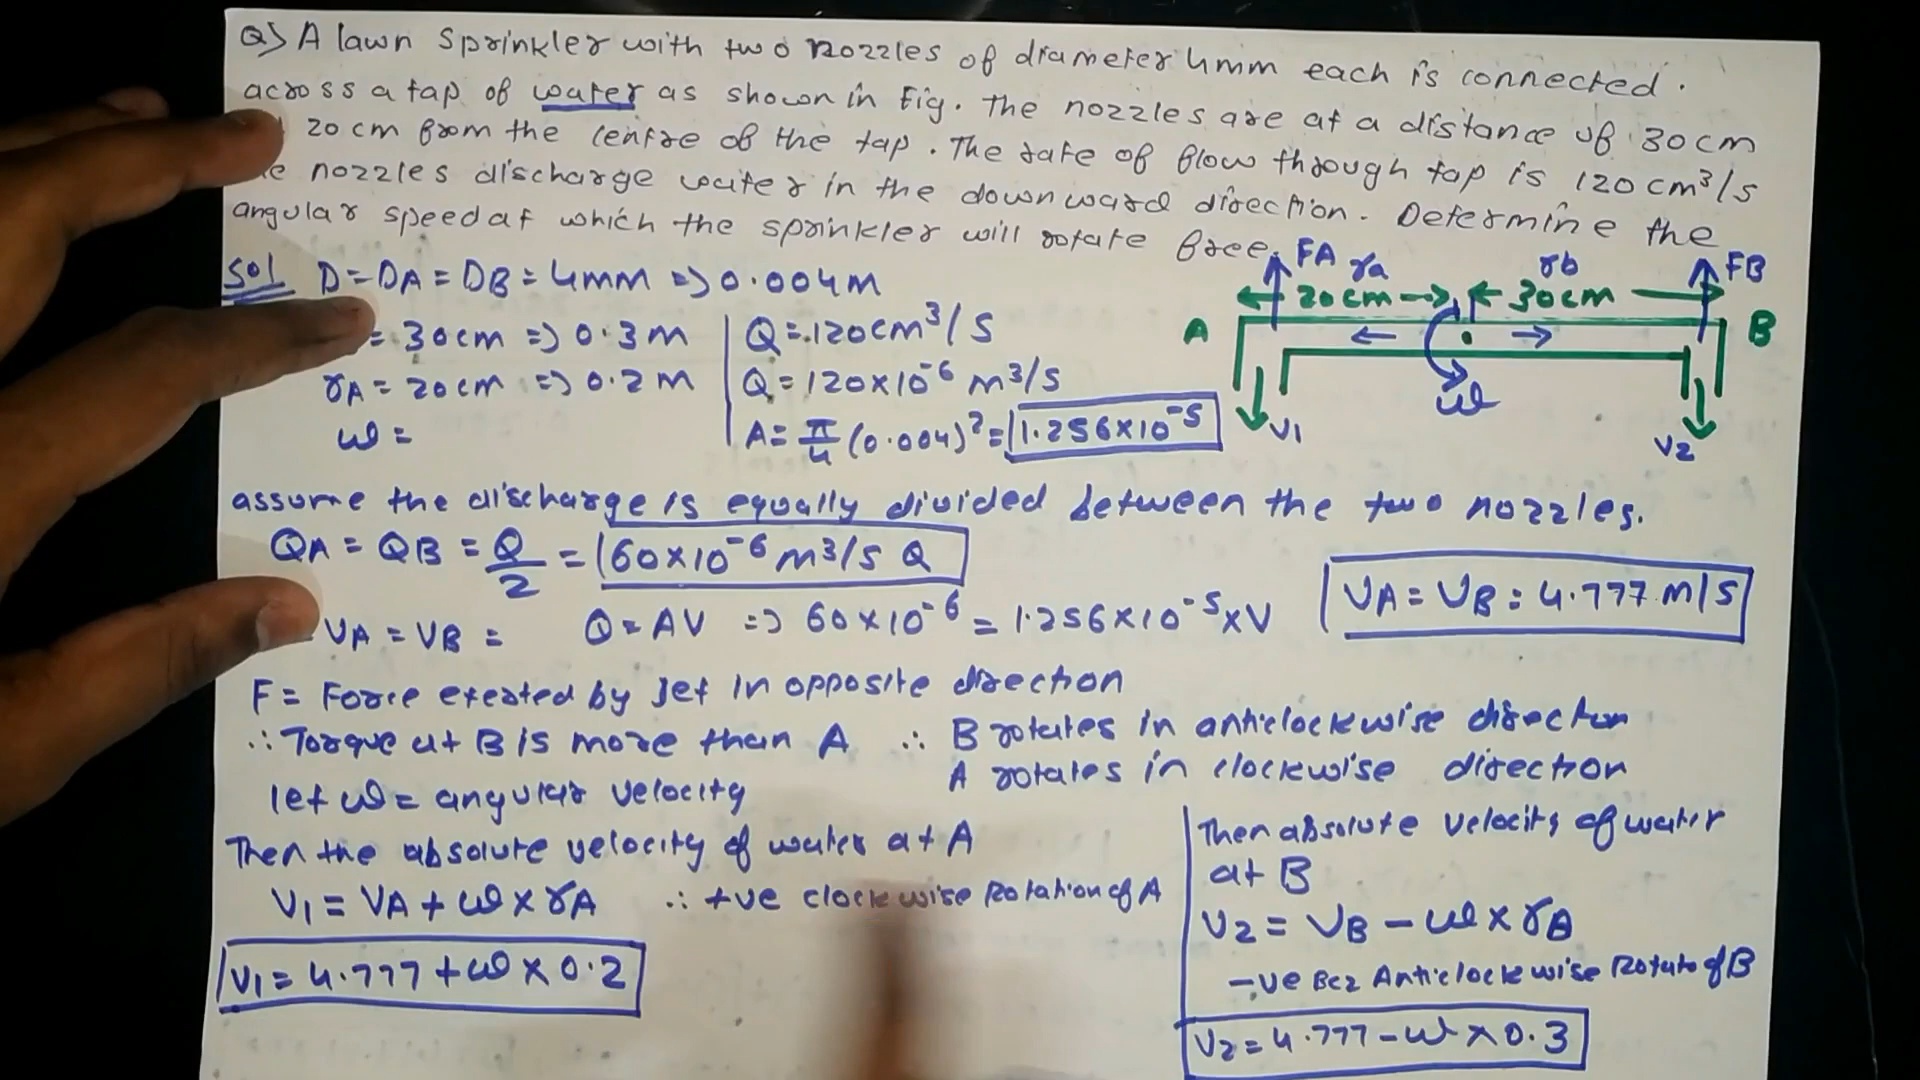 Q) A lawn sprinkler with two nozzles of diameter 4mm each is connected.
across a tap of water as shown in Fig. The nozzles are at a distance of 30cm
20 cm from the centre of the tap. The rate of flow through tap is 120 cm³/s
nozzles discharge water in the downward direction. Determine the
angular speed at which the sprinkler will rotate free.
Sol D = DA = DB = 4mm => 0.004m
= 30cm => 0.3m
rA = 20cm => 0.2m
ω =
Q = 120cm³/s
Q = 120×10⁻⁶ m³/s
A = π/4 (0.004)² = 1.256×10⁻⁵
FA ra rb FB
20cm 30cm
A B
ω
V1 V2
assume the discharge is equally divided between the two nozzles.
QA = QB = Q/2 = 60×10⁻⁶ m³/s Q
VA = VB = Q = AV => 60×10⁻⁶ = 1.256×10⁻⁵×V
VA = VB = 4.777 m/s
F = Force exerted by Jet in opposite direction
∴ Torque at B is more than A ∴ B rotates in anticlockwise direction
A rotates in clockwise direction
let ω = angular velocity
Then the absolute velocity of water at A
V1 = VA + ω × rA ∴ +ve clockwise Rotation of A
V1 = 4.777 + ω × 0.2
Then absolute velocity of water
at B
V2 = VB - ω × rB
-ve Bcz Anticlockwise Rotato of B
V2 = 4.777 - ω × 0.3